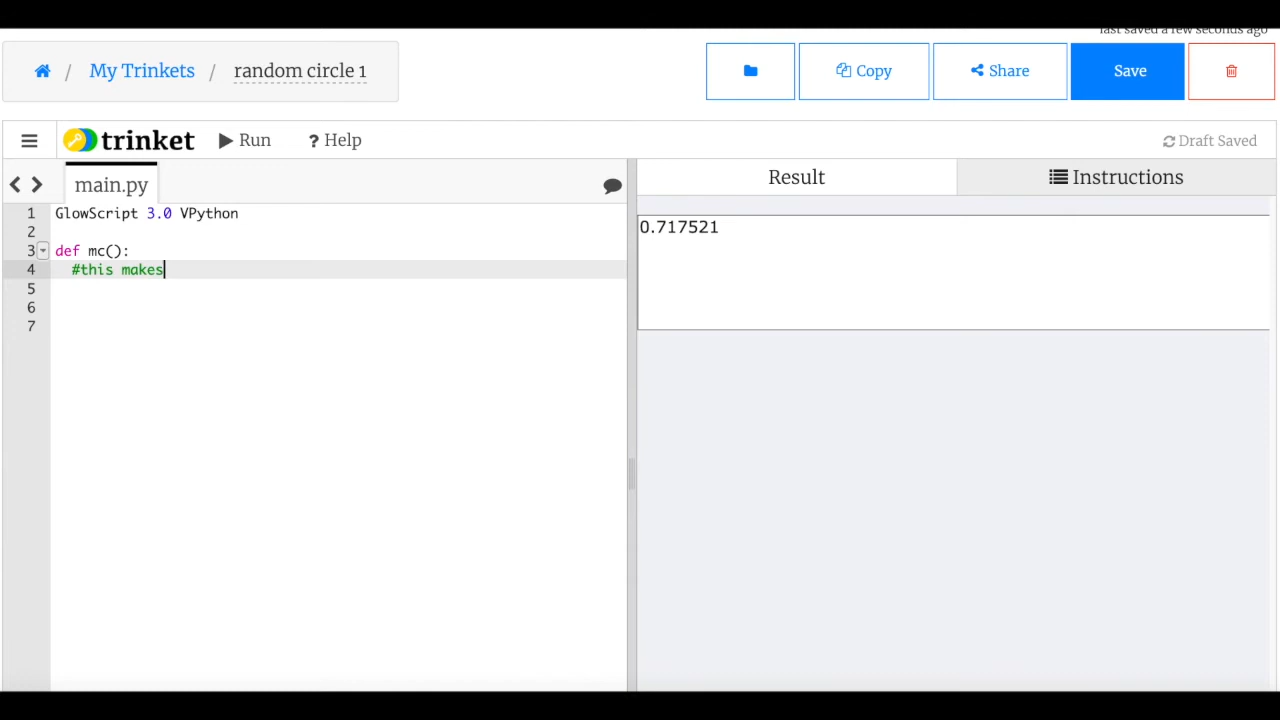 last saved a few seconds ago
/ My Trinkets / random circle 1
Copy
Share
Save
trinket
Run
? Help
Draft Saved
main.py
Result
Instructions
1 GlowScript 3.0 VPython
2
3 def mc():
4 #this makes
5
6
7
0.717521